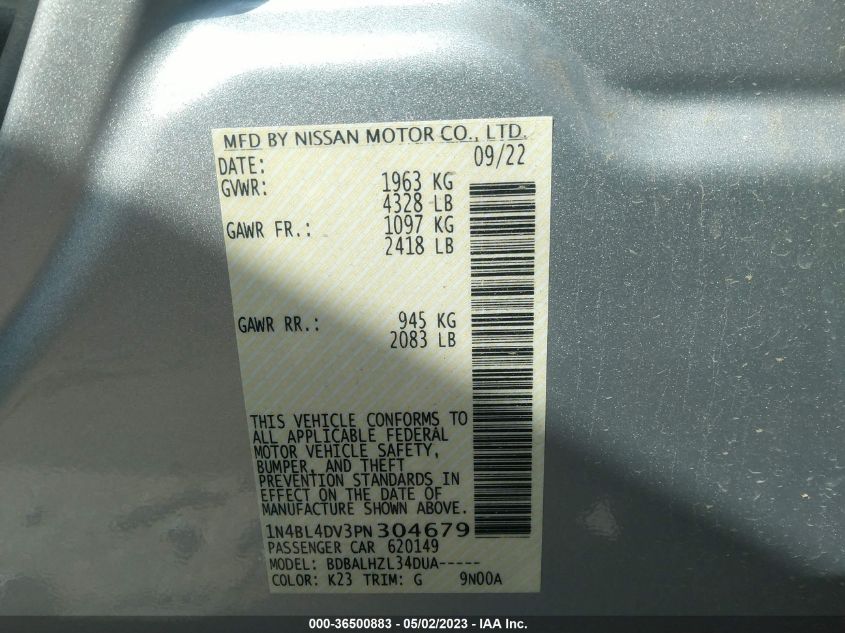 MFD BY NISSAN MOTOR CO., LTD.
DATE: 09/22
GVWR: 1963 KG
4328 LB
GAWR FR.: 1097 KG
2418 LB
GAWR RR.: 945 KG
2083 LB
THIS VEHICLE CONFORMS TO
ALL APPLICABLE FEDERAL
MOTOR VEHICLE SAFETY,
BUMPER, AND THEFT
PREVENTION STANDARDS IN
EFFECT ON THE DATE OF
MANUFACTURE SHOWN ABOVE.
1N4BL4DV3PN304679
PASSENGER CAR 620149
MODEL: BDBALHZL34DUA-----
COLOR: K23 TRIM: G 9N00A
000-36500883 - 05/02/2023 - IAA Inc.